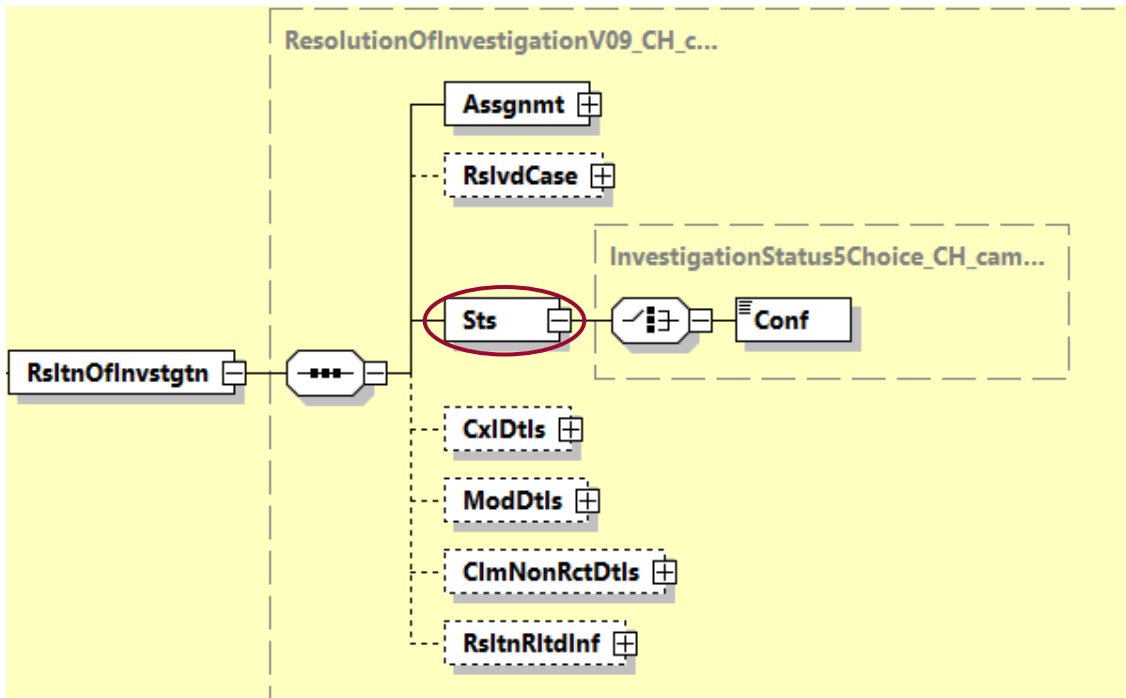 ResolutionOfInvestigationV09_CH_c...
Assgnmt
RslvdCase
InvestigationStatus5Choice_CH_cam...
Sts
Conf
RsltnOfInvstgtn
CxlDtls
ModDtls
ClmNonRctDtls
RsltnRltdInf